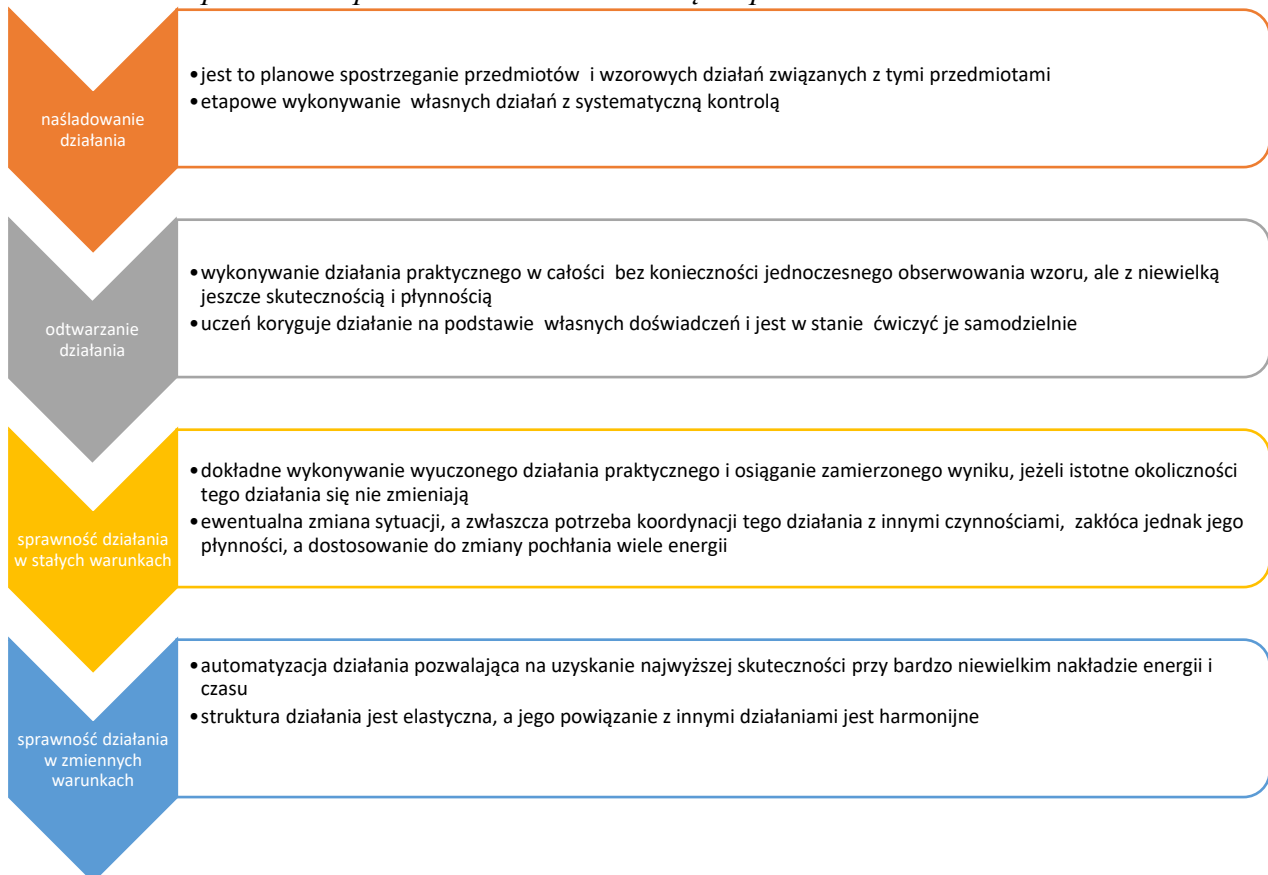 naśladowanie
działania
•jest to planowe spostrzeganie przedmiotów i wzorowych działań związanych z tymi przedmiotami
•etapowe wykonywanie własnych działań z systematyczną kontrolą
odtwarzanie
działania
•wykonywanie działania praktycznego w całości bez konieczności jednoczesnego obserwowania wzoru, ale z niewielką
jeszcze skutecznością i płynnością
•uczeń koryguje działanie na podstawie własnych doświadczeń i jest w stanie ćwiczyć je samodzielnie
sprawność działania
w stałych warunkach
•dokładne wykonywanie wyuczonego działania praktycznego i osiąganie zamierzonego wyniku, jeżeli istotne okoliczności
tego działania się nie zmieniają
•ewentualna zmiana sytuacji, a zwłaszcza potrzeba koordynacji tego działania z innymi czynnościami, zakłóca jednak jego
płynności, a dostosowanie do zmiany pochłania wiele energii
sprawność działania
w zmiennych
warunkach
•automatyzacja działania pozwalająca na uzyskanie najwyższej skuteczności przy bardzo niewielkim nakładzie energii i
czasu
•struktura działania jest elastyczna, a jego powiązanie z innymi działaniami jest harmonijne